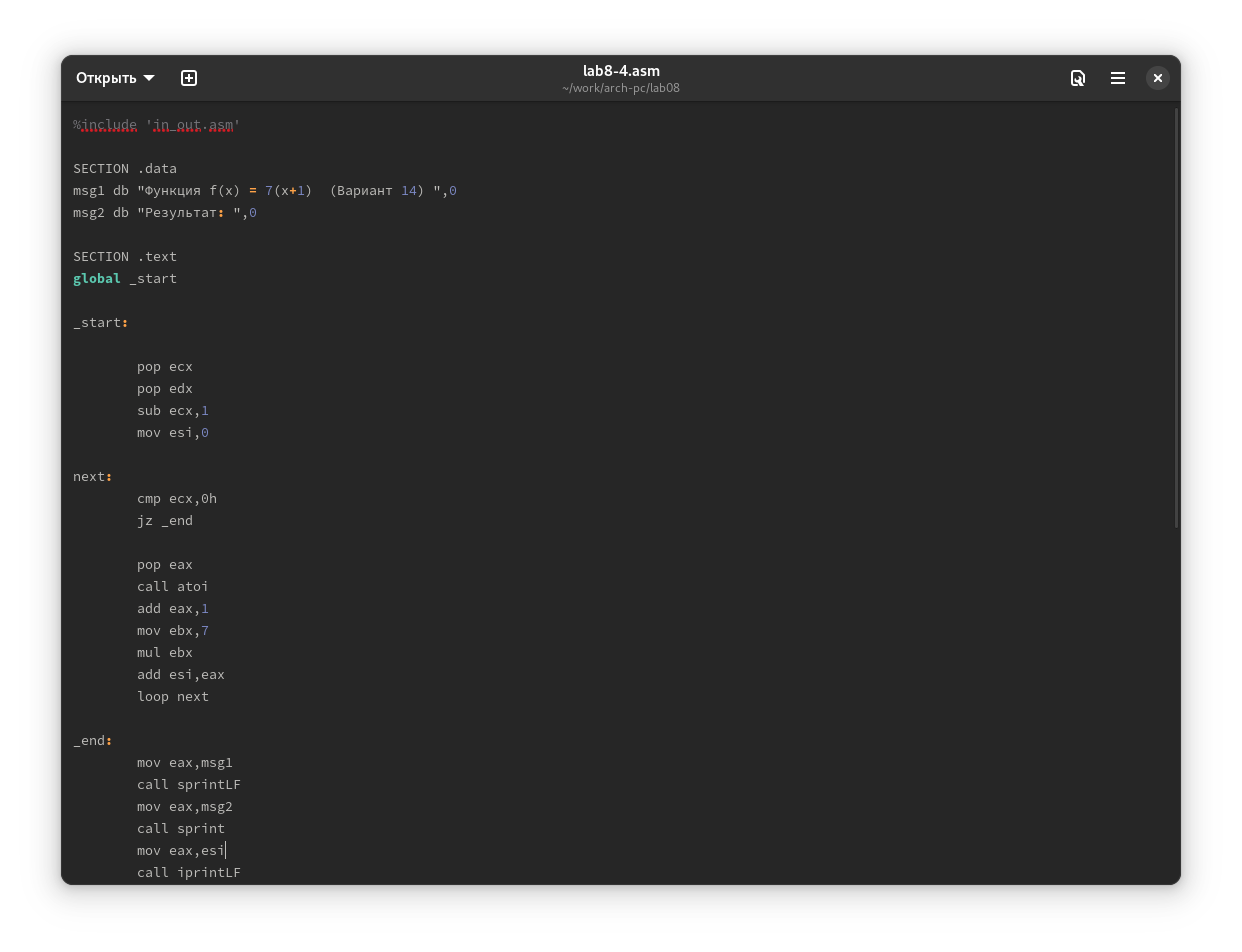 Открыть
lab8-4.asm
~/work/arch-pc/lab08
%include 'in_out.asm'
SECTION .data
msg1 db "Функция f(x) = 7(x+1)  (Вариант 14) ",0
msg2 db "Результат: ",0
SECTION .text
global _start
_start:
pop ecx
pop edx
sub ecx,1
mov esi,0
next:
cmp ecx,0h
jz _end
pop eax
call atoi
add eax,1
mov ebx,7
mul ebx
add esi,eax
loop next
_end:
mov eax,msg1
call sprintLF
mov eax,msg2
call sprint
mov eax,esi
call iprintLF